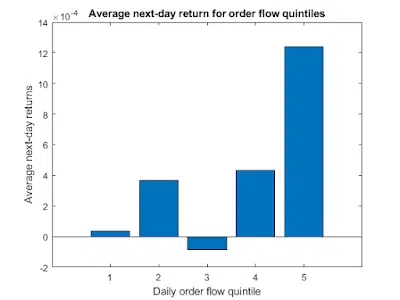 Average next-day return for order flow quintiles
×10⁻⁴
14
12
10
8
6
4
2
0
-2
Average next-day returns
1 2 3 4 5
Daily order flow quintile